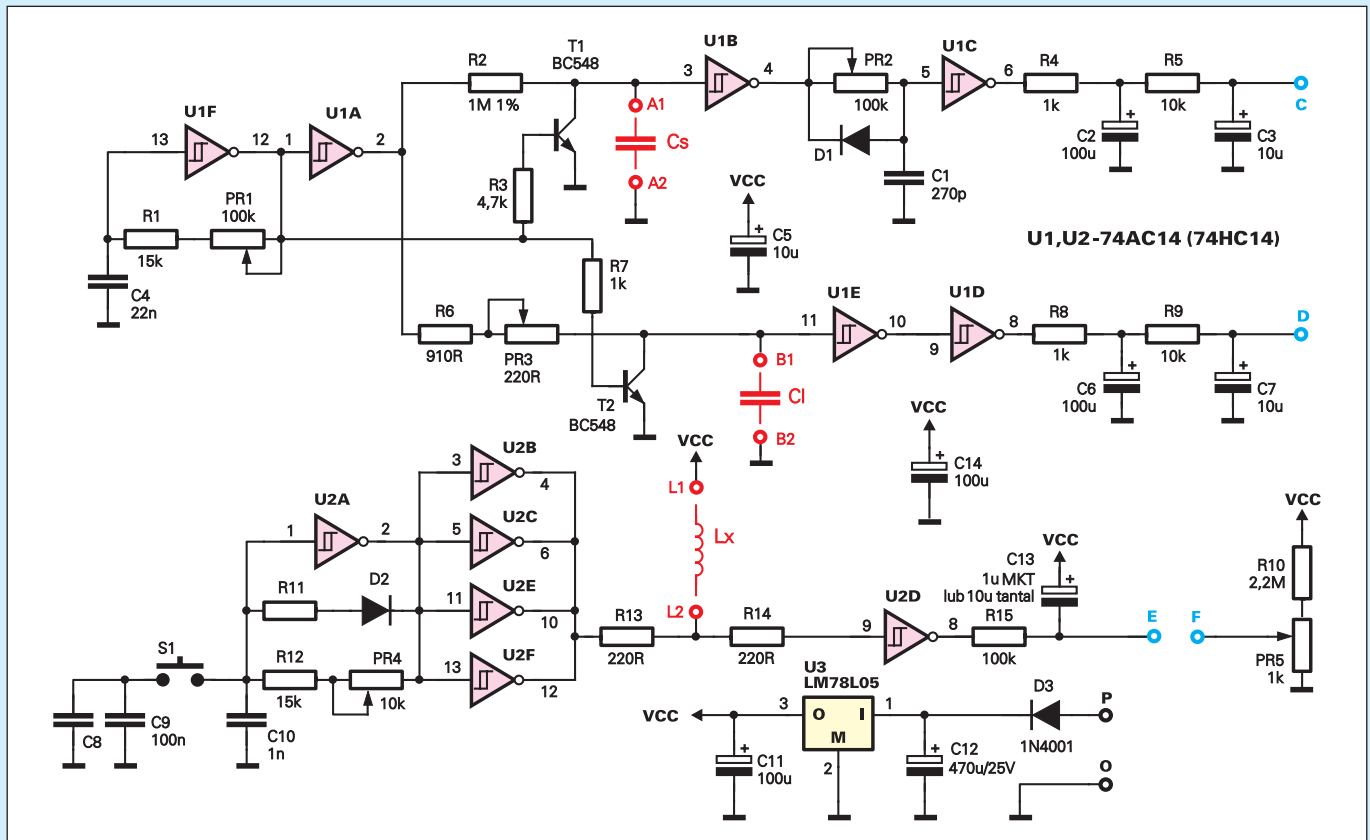 T1
BC548
R2
1M 1%
U1B
3
4
PR2
100k
D1
C1
270p
U1C
5
6
R4
1k
R5
10k
C
C2
100u
+
C3
10u
+
U1F
13
12
U1A
1
2
R3
4,7k
A1
Cs
A2
R1
15k
PR1
100k
C4
22n
VCC
+
C5
10u
U1,U2-74AC14 (74HC14)
R7
1k
R6
910R
PR3
220R
T2
BC548
B1
Cl
B2
U1E
11
10
U1D
9
8
R8
1k
R9
10k
D
C6
100u
+
C7
10u
+
VCC
+
C14
100u
U2A
1
2
U2B
3
4
U2C
5
6
U2E
11
10
U2F
13
12
R11
D2
R12
15k
PR4
10k
S1
C8
C9
100n
C10
1n
VCC
L1
Lx
L2
R13
220R
R14
220R
U2D
9
8
R15
100k
VCC
C13
1u MKT
lub 10u tantal
+
E
F
VCC
R10
2,2M
PR5
1k
U3
LM78L05
VCC
3
O
I
1
M
2
+
C11
100u
+
C12
470u/25V
D3
1N4001
P
O